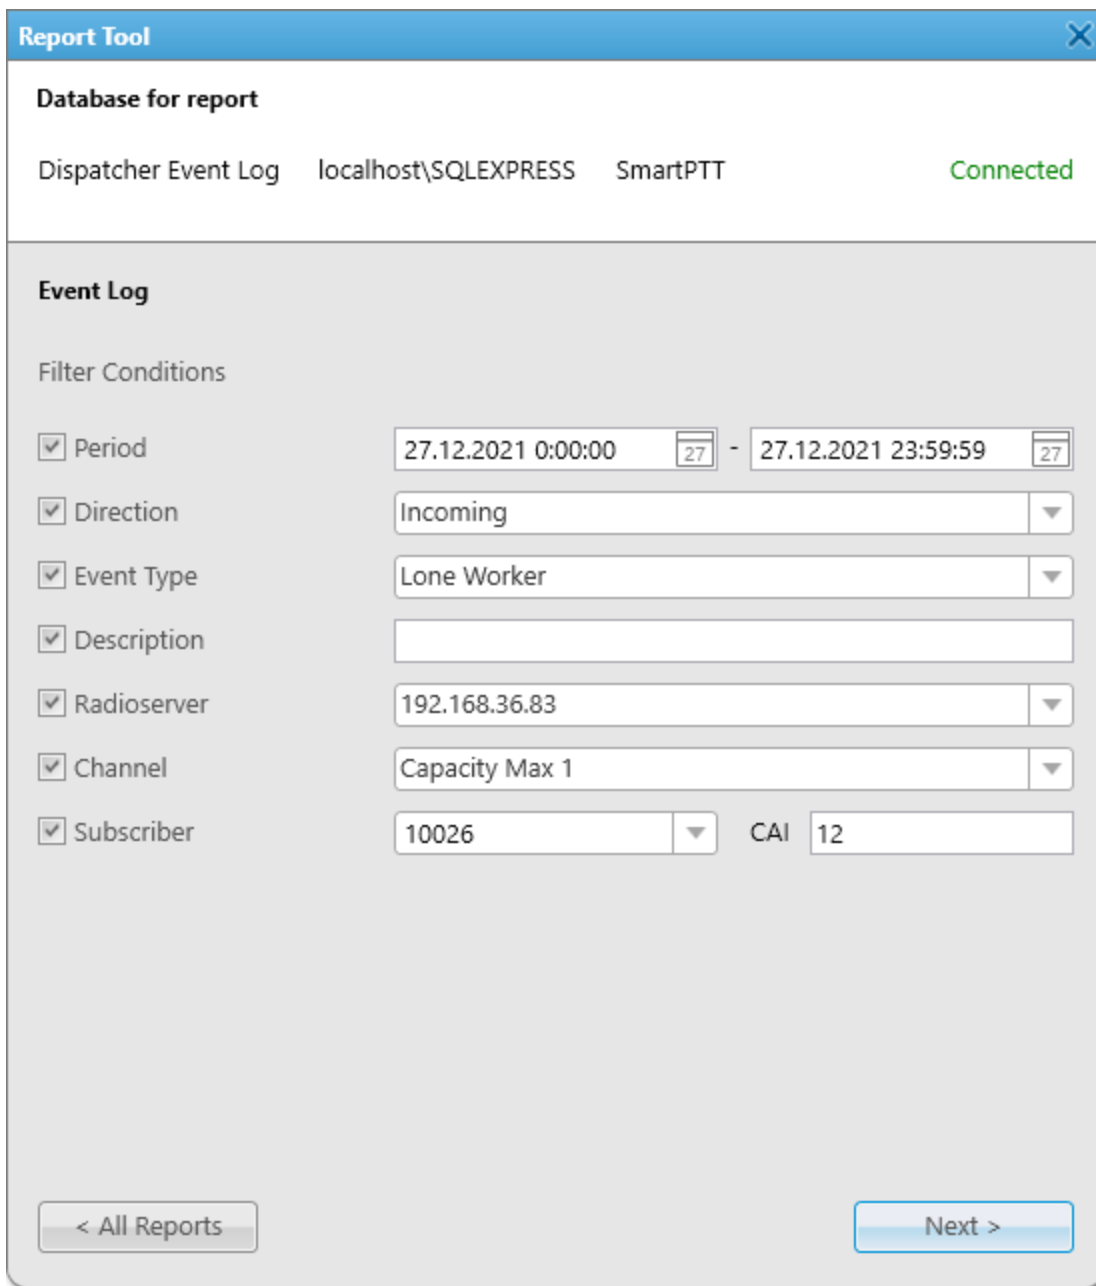 Report Tool
Database for report
Dispatcher Event Log localhost\SQLEXPRESS SmartPTT Connected
Event Log
Filter Conditions
Period 27.12.2021 0:00:00 27 - 27.12.2021 23:59:59 27
Direction Incoming
Event Type Lone Worker
Description
Radioserver 192.168.36.83
Channel Capacity Max 1
Subscriber 10026 CAI 12
< All Reports Next >